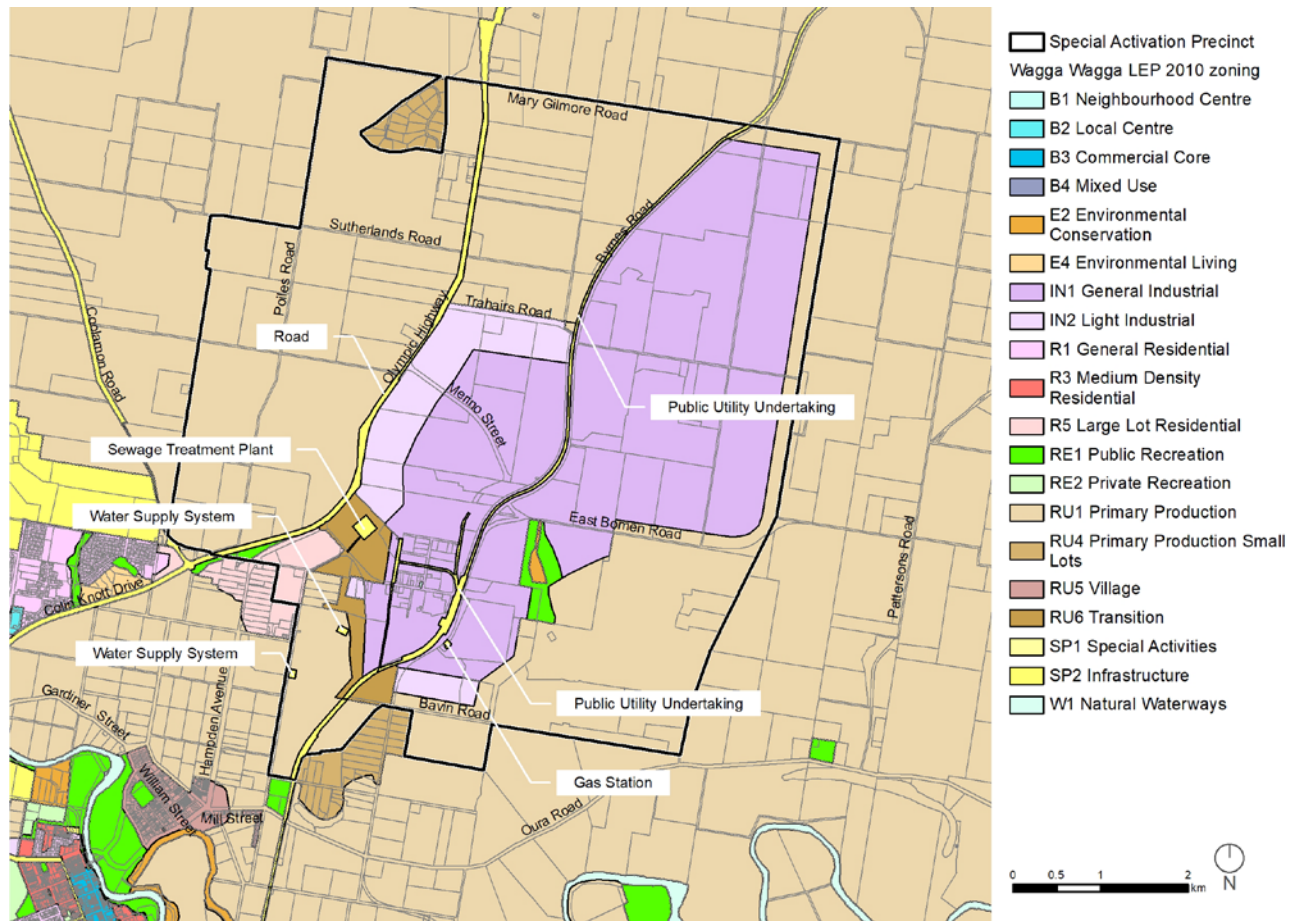 Special Activation Precinct
Wagga Wagga LEP 2010 zoning
B1 Neighbourhood Centre
B2 Local Centre
B3 Commercial Core
B4 Mixed Use
E2 Environmental
Conservation
E4 Environmental Living
IN1 General Industrial
IN2 Light Industrial
R1 General Residential
R3 Medium Density
Residential
R5 Large Lot Residential
RE1 Public Recreation
RE2 Private Recreation
RU1 Primary Production
RU4 Primary Production Small
Lots
RU5 Village
RU6 Transition
SP1 Special Activities
SP2 Infrastructure
W1 Natural Waterways
Mary Gilmore Road
Sutherlands Road
Poiles Road
Byrnes Road
Trahairs Road
Olympic Highway
Coolamon Road
Road
Merino Street
Public Utility Undertaking
Sewage Treatment Plant
Water Supply System
East Bomen Road
Pattersons Road
Colin Knott Drive
Water Supply System
Gardiner Street
Hampden Avenue
Bavin Road
Public Utility Undertaking
Gas Station
William Street
Mill Street
Oura Road
0 0.5 1 2
km
N